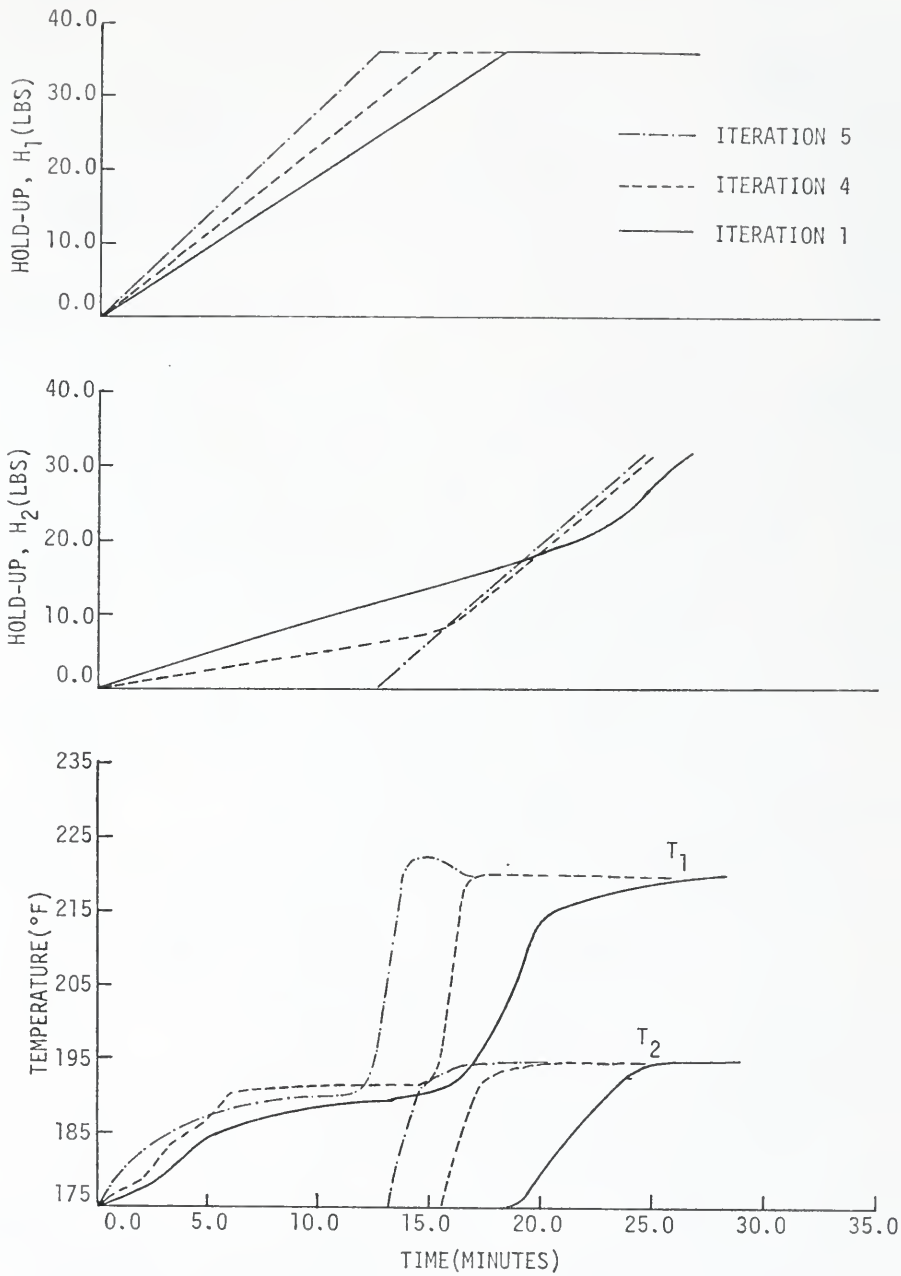 40.0
30.0
20.0
10.0
0.0
HOLD-UP, H1(LBS)
ITERATION 5
ITERATION 4
ITERATION 1
40.0
30.0
20.0
10.0
0.0
HOLD-UP, H2(LBS)
235
225
215
205
195
185
175
TEMPERATURE(°F)
T1
T2
0.0 5.0 10.0 15.0 20.0 25.0 30.0 35.0
TIME(MINUTES)